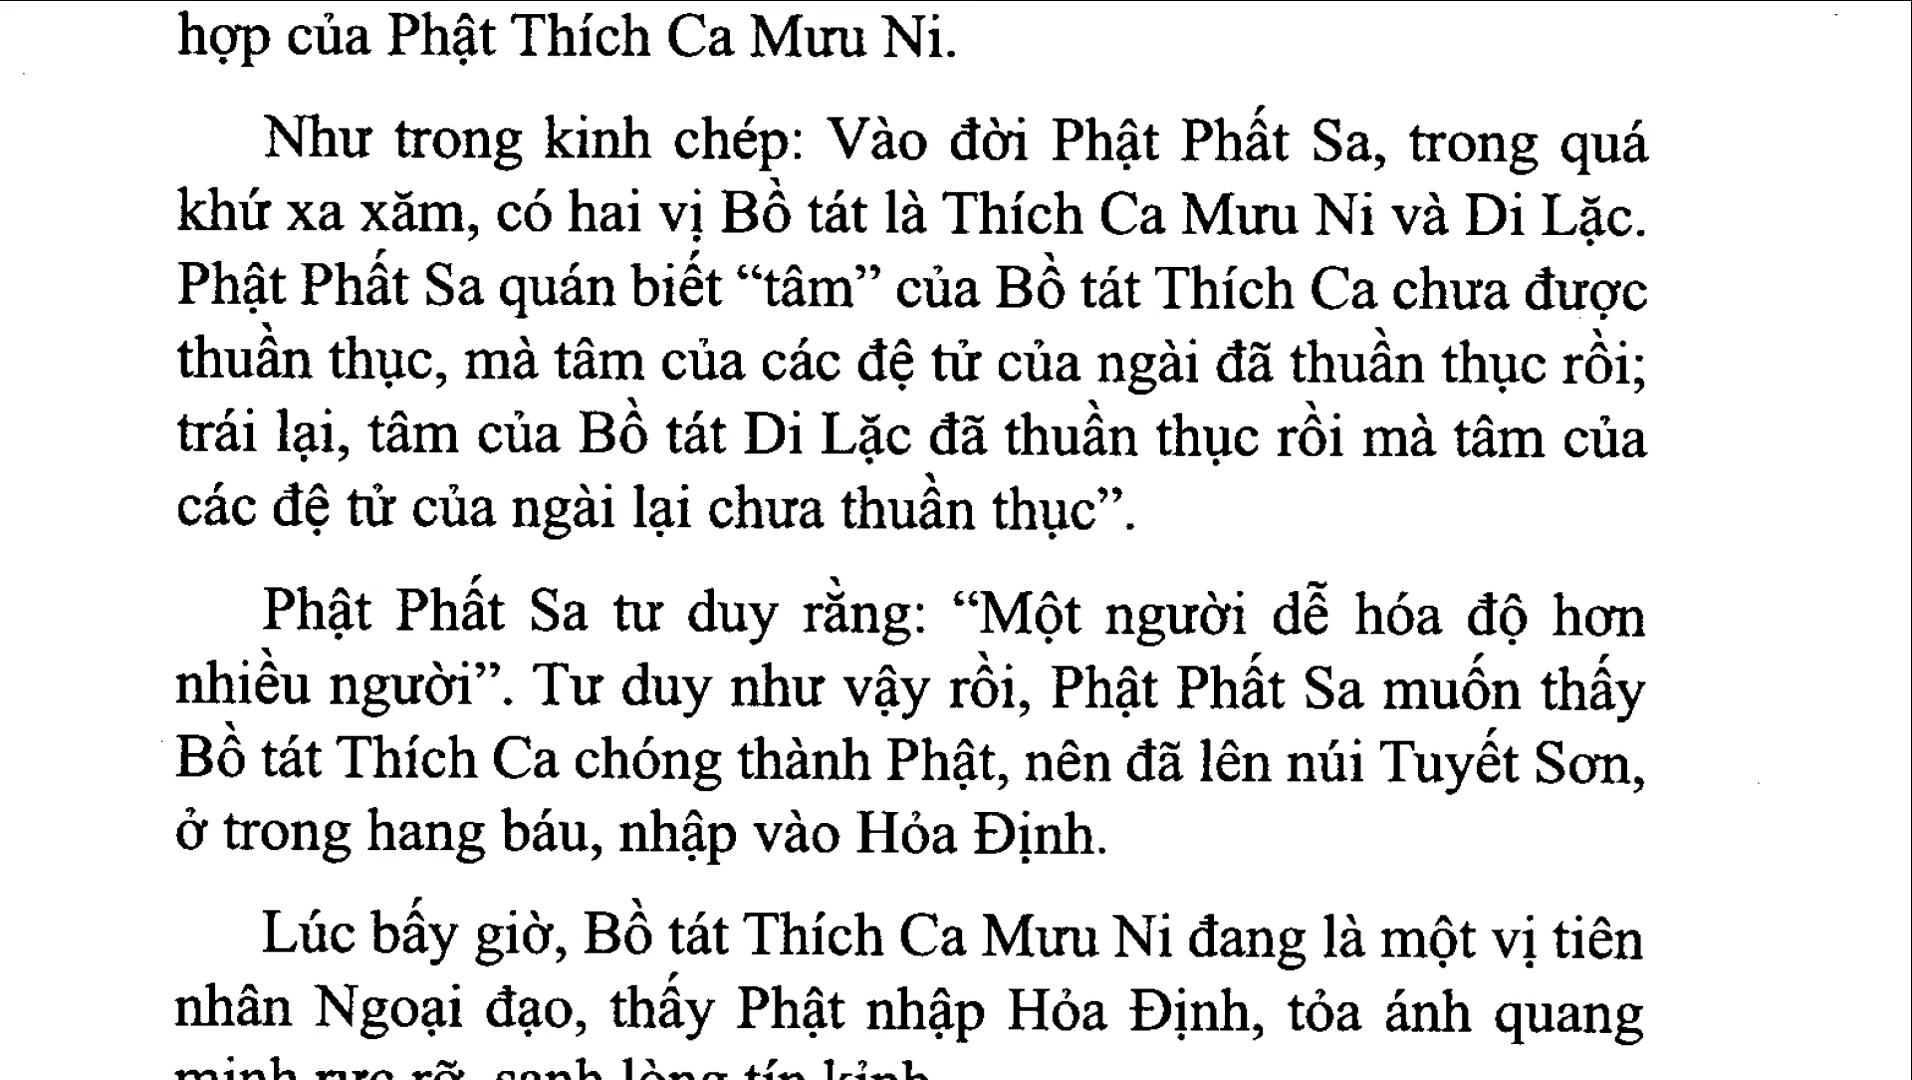 hợp của Phật Thích Ca Mưu Ni.
Như trong kinh chép: Vào đời Phật Phất Sa, trong quá
khứ xa xăm, có hai vị Bồ tát là Thích Ca Mưu Ni và Di Lặc.
Phật Phất Sa quán biết “tâm” của Bồ tát Thích Ca chưa được
thuần thục, mà tâm của các đệ tử của ngài đã thuần thục rồi;
trái lại, tâm của Bồ tát Di Lặc đã thuần thục rồi mà tâm của
các đệ tử của ngài lại chưa thuần thục”.
Phật Phất Sa tư duy rằng: “Một người dễ hóa độ hơn
nhiều người”. Tư duy như vậy rồi, Phật Phất Sa muốn thấy
Bồ tát Thích Ca chóng thành Phật, nên đã lên núi Tuyết Sơn,
ở trong hang báu, nhập vào Hỏa Định.
Lúc bấy giờ, Bồ tát Thích Ca Mưu Ni đang là một vị tiên
nhân Ngoại đạo, thấy Phật nhập Hỏa Định, tỏa ánh quang
minh rực rỡ, sanh lòng tín kỉnh